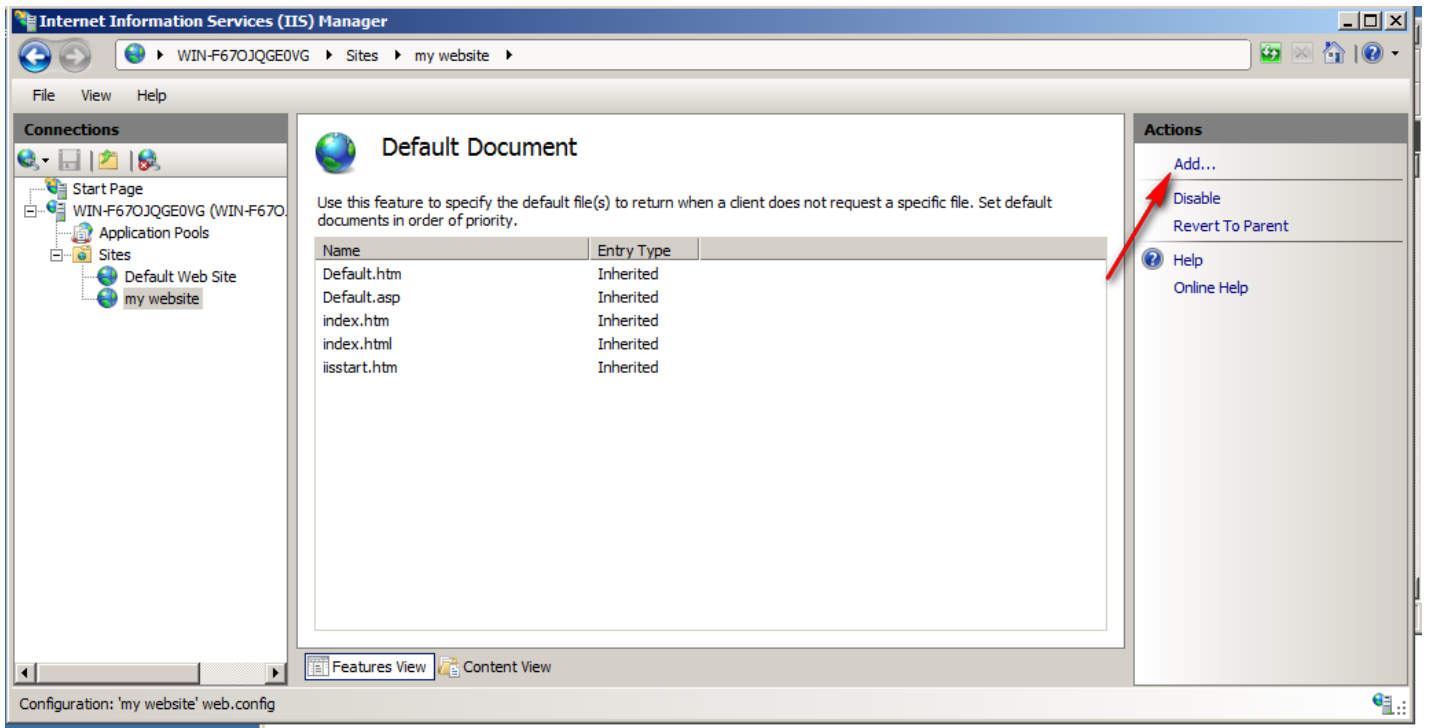 Internet Information Services (IIS) Manager
WIN-F67OJQGE0VG Sites my website
File View Help
Connections
Start Page
WIN-F67OJQGE0VG (WIN-F67O.
Application Pools
Sites
Default Web Site
my website
Default Document
Use this feature to specify the default file(s) to return when a client does not request a specific file. Set default
documents in order of priority.
Name Entry Type
Default.htm Inherited
Default.asp Inherited
index.htm Inherited
index.html Inherited
iisstart.htm Inherited
Features View Content View
Actions
Add...
Disable
Revert To Parent
Help
Online Help
Configuration: 'my website' web.config